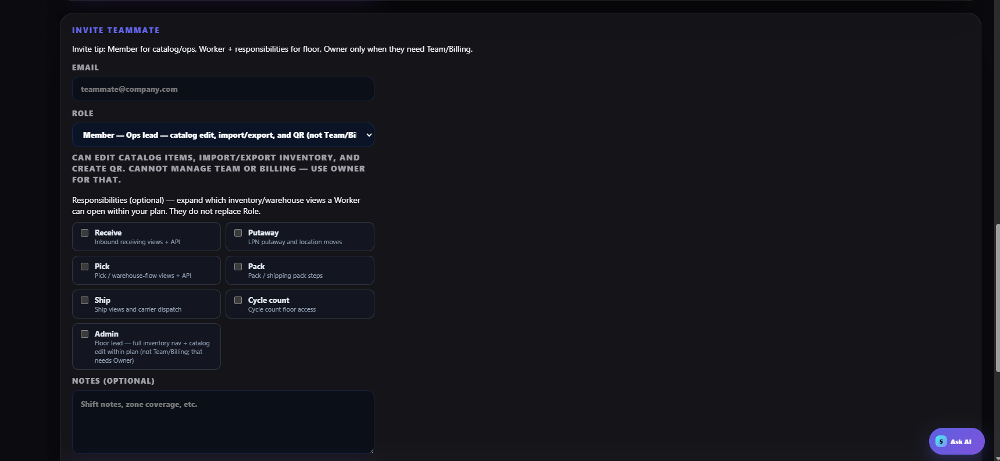 INVITE TEAMMATE
Invite tip: Member for catalog/ops, Worker + responsibilities for floor, Owner only when they need Team/Billing.
EMAIL
teammate@company.com
ROLE
Member — Ops lead — catalog edit, import/export, and QR (not Team/Bil
CAN EDIT CATALOG ITEMS, IMPORT/EXPORT INVENTORY, AND
CREATE QR. CANNOT MANAGE TEAM OR BILLING — USE OWNER
FOR THAT.
Responsibilities (optional) — expand which inventory/warehouse views a Worker
can open within your plan. They do not replace Role.
Receive
Inbound receiving views + API
Putaway
LPN putaway and location moves
Pick
Pick / warehouse-flow views + API
Pack
Pack / shipping pack steps
Ship
Ship views and carrier dispatch
Cycle count
Cycle count floor access
Admin
Floor lead — full inventory nav + catalog
edit within plan (not Team/Billing; that
needs Owner)
NOTES (OPTIONAL)
Shift notes, zone coverage, etc.
S Ask AI